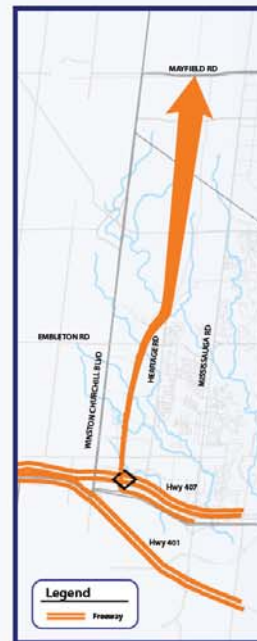 MAYFIELD RD
EMBLETON RD
WINSTON CHURCHILL BLVD
HERITAGE RD
MISSISSAUGA RD
Hwy 407
Hwy 401
Legend
Freeway